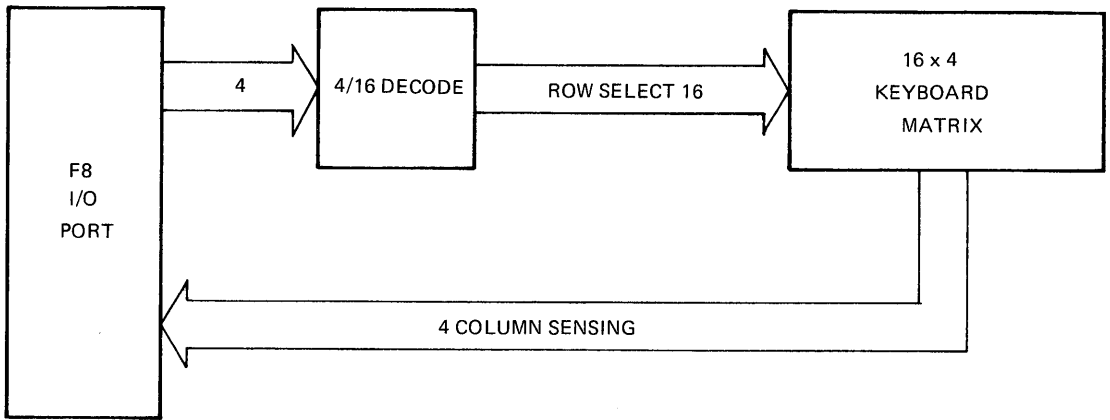 F8
I/O
PORT
4
4/16 DECODE
ROW SELECT 16
16 x 4
KEYBOARD
MATRIX
4 COLUMN SENSING